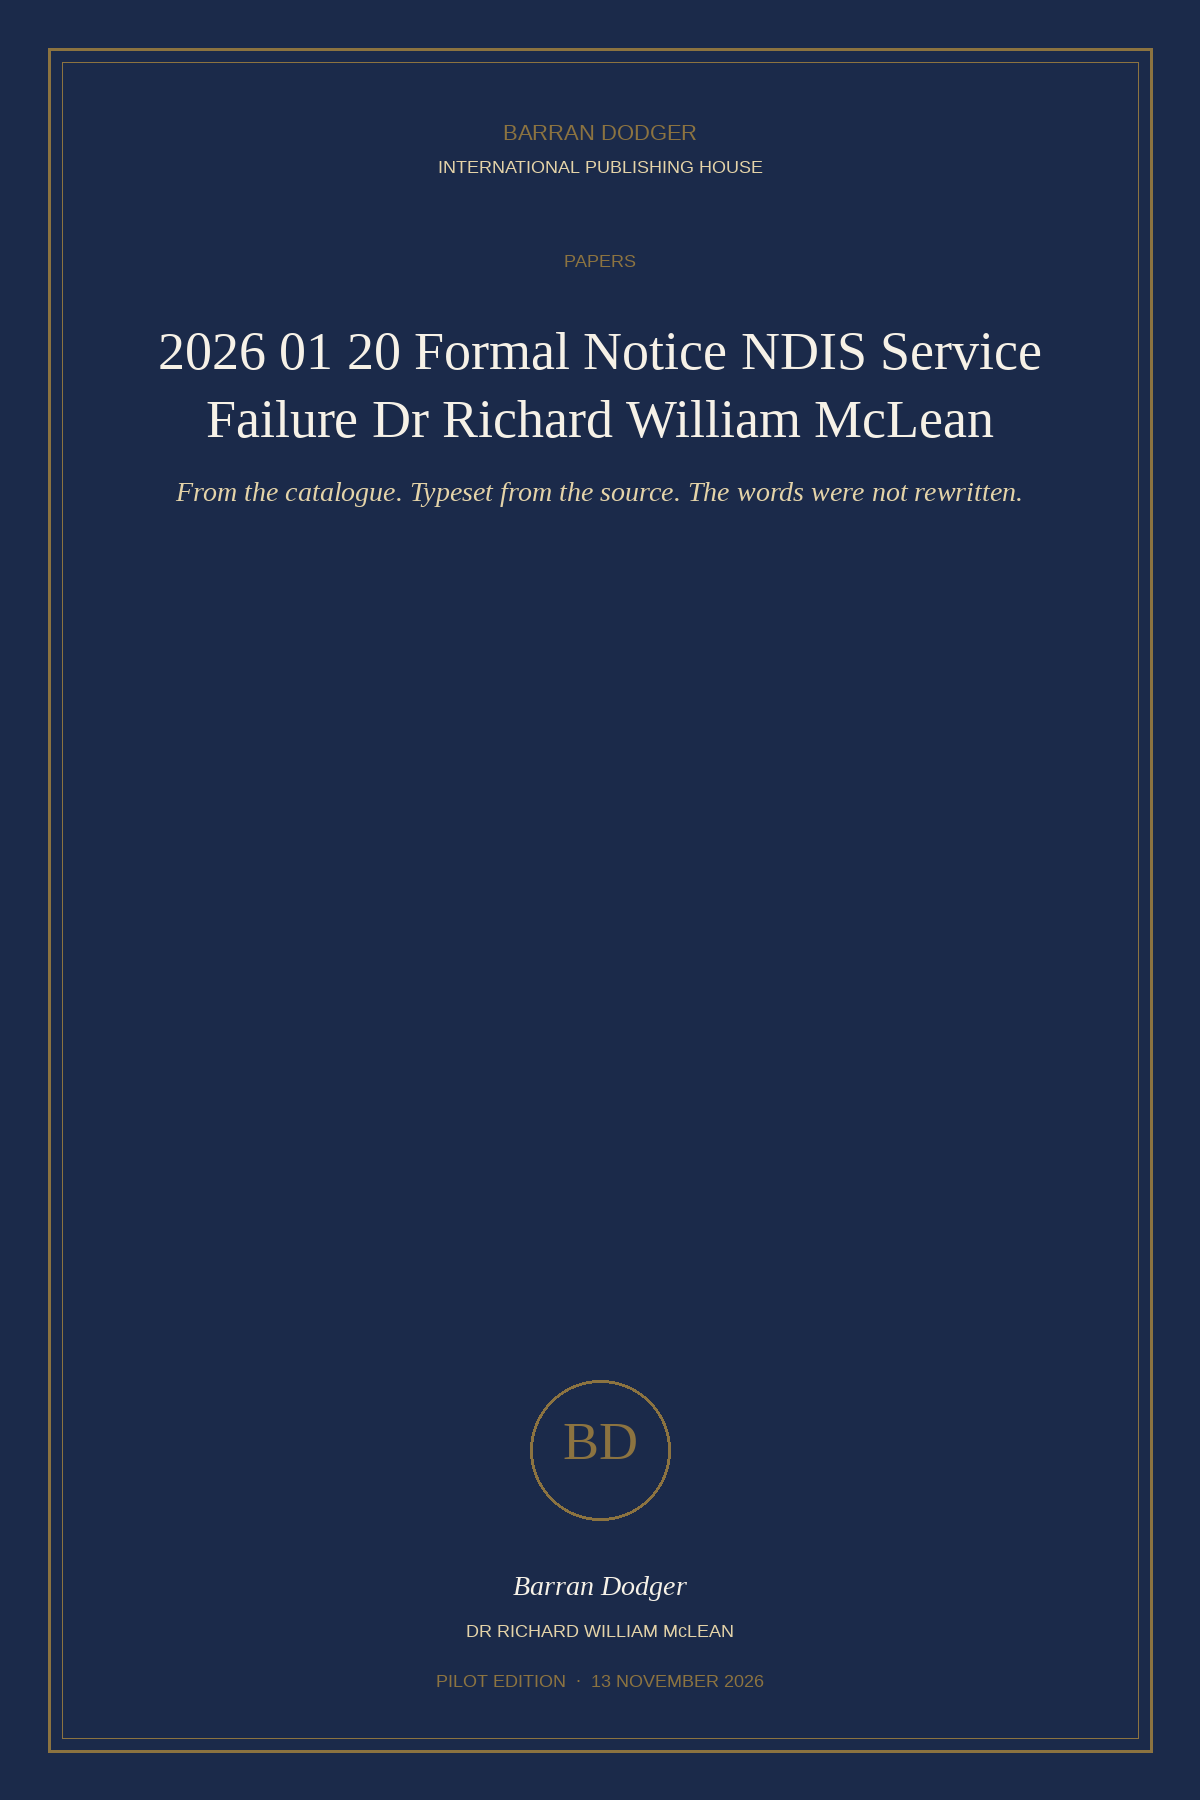 BARRAN DODGER
INTERNATIONAL PUBLISHING HOUSE
PAPERS
2026 01 20 Formal Notice NDIS Service
Failure Dr Richard William McLean
From the catalogue. Typeset from the source. The words were not rewritten.
BD
Barran Dodger
DR RICHARD WILLIAM McLEAN
PILOT EDITION · 13 NOVEMBER 2026